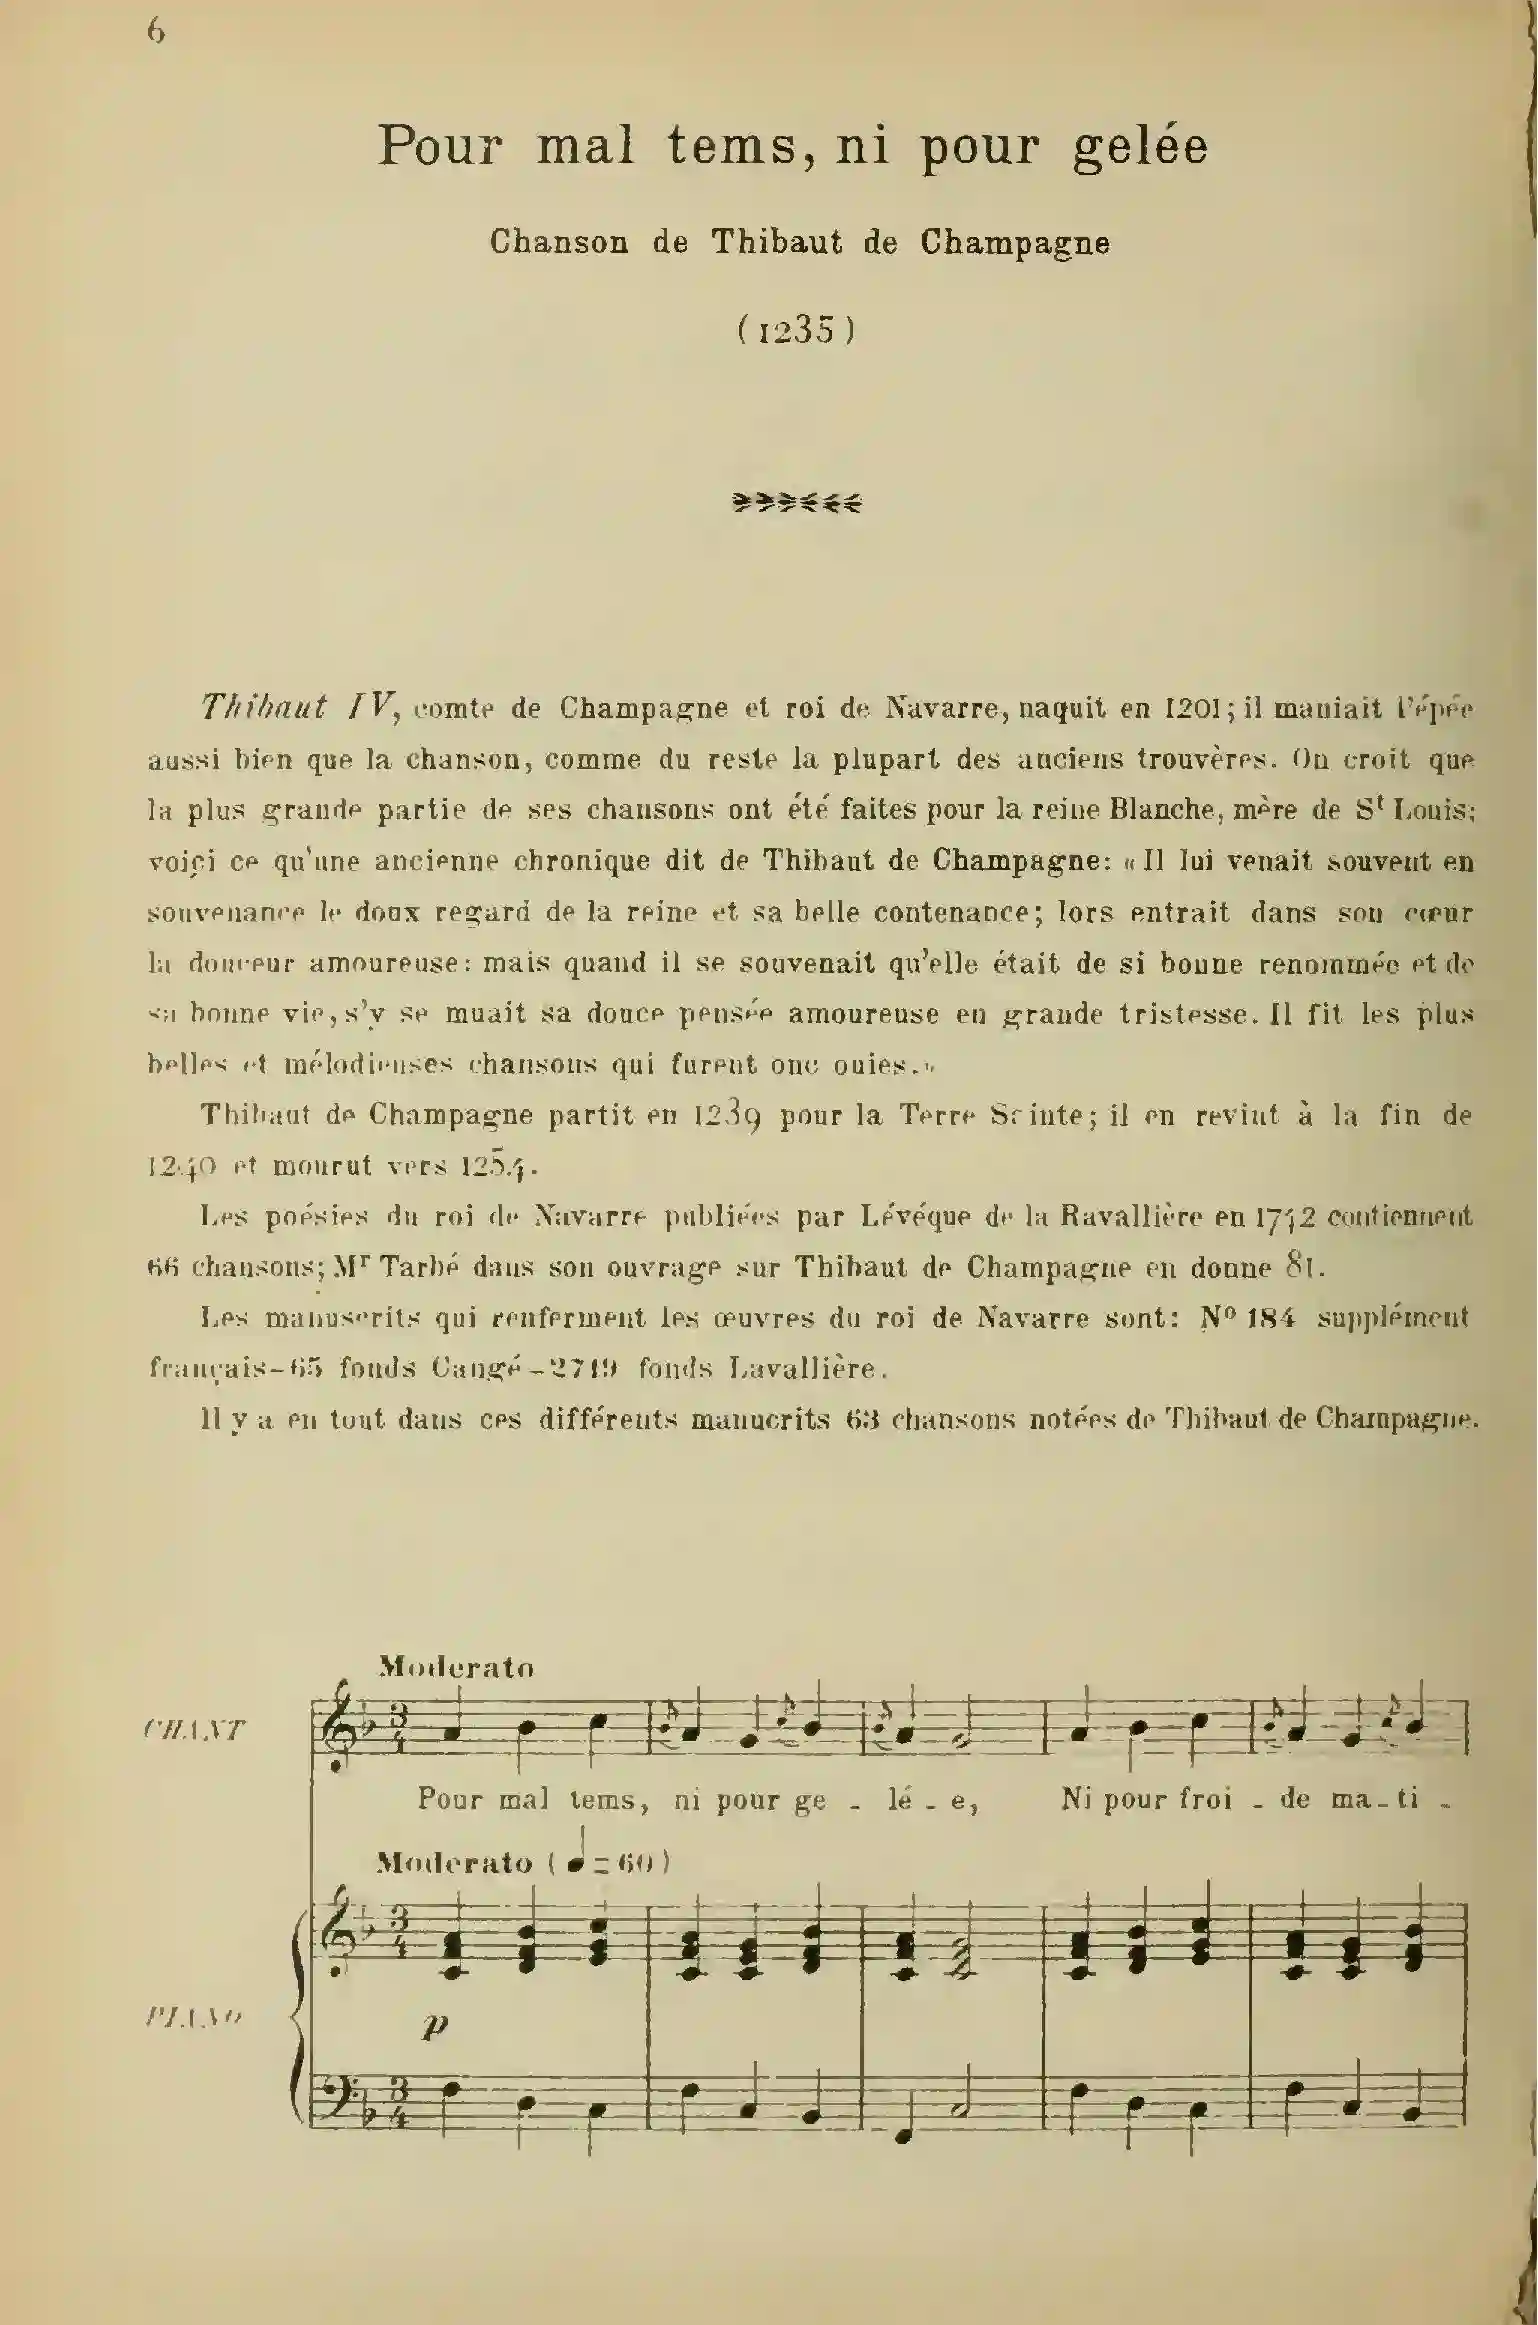 6
Pour mal tems, ni pour gelée
Chanson de Thibaut de Champagne
(1235)
Thibaut IV, comte de Champagne et roi de Navarre, naquit en 1201; il maniait l'épée
aussi bien que la chanson, comme du reste la plupart des anciens trouvères. On croit que
la plus grande partie de ses chansons ont été faites pour la reine Blanche, mère de St Louis;
voici ce qu'une ancienne chronique dit de Thibaut de Champagne: «Il lui venait souvent en
souvenance le doux regard de la reine et sa belle contenance; lors entrait dans son cœur
la douceur amoureuse: mais quand il se souvenait qu'elle était de si bonne renommée et de
sa bonne vie, s'y se muait sa douce pensée amoureuse en grande tristesse. Il fit les plus
belles et mélodieuses chansons qui furent onc ouies.»
Thibaut de Champagne partit en 1239 pour la Terre Sainte; il en revint à la fin de
1240 et mourut vers 1254.
Les poésies du roi de Navarre publiées par Lévéque de la Ravallière en 1742 contiennent
66 chansons; Mr Tarbé dans son ouvrage sur Thibaut de Champagne en donne 81.
Les manuscrits qui renferment les œuvres du roi de Navarre sont: No 184 supplément
français-65 fonds Cangé-2719 fonds Lavallière.
Il y a en tout dans ces différents manucrits 63 chansons notées de Thibaut de Champagne.
Moderato
CHANT
Pour mal tems, ni pour ge - lé - e, Ni pour froi - de ma - ti -
Moderato (♩=60)
PIANO
p